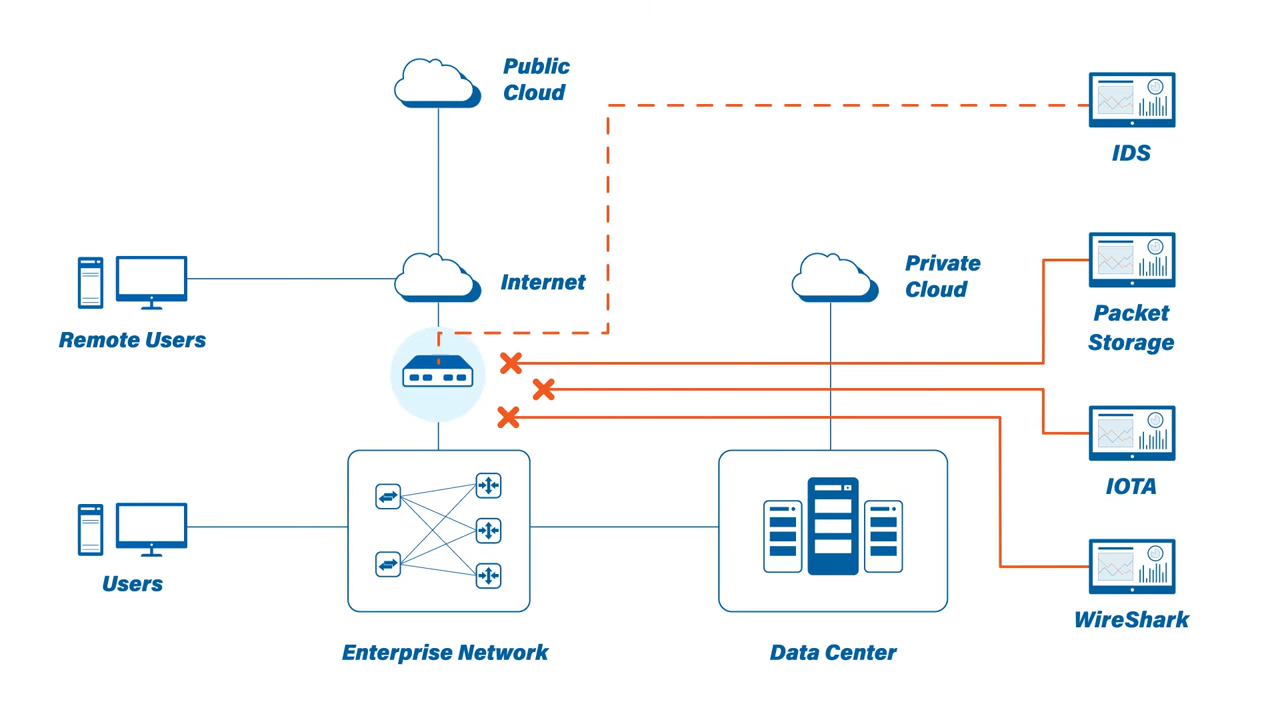 Public
Cloud
IDS
Internet
Private
Cloud
Remote Users
Packet
Storage
IOTA
Users
WireShark
Enterprise Network
Data Center